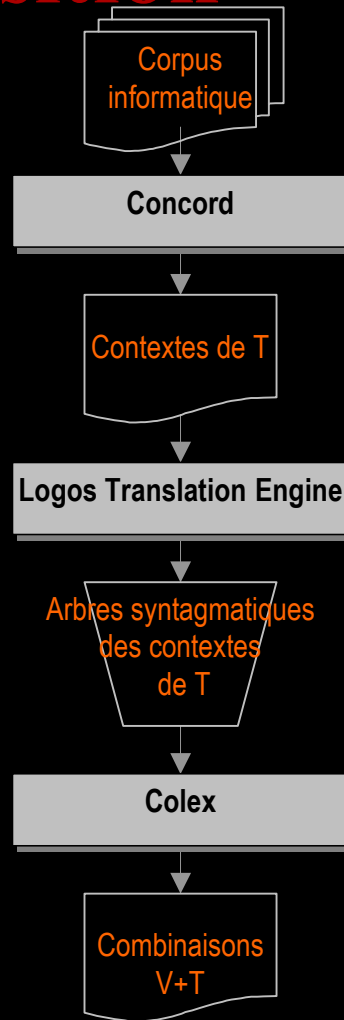 Corpus
informatique
Concord
Contextes de T
Logos Translation Engine
Arbres syntagmatiques
des contextes
de T
Colex
Combinaisons
V+T